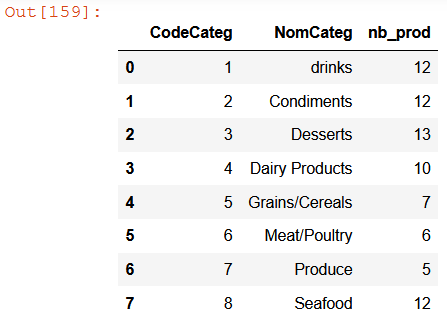 Out[159]:
CodeCateg NomCateg nb_prod
0 1 drinks 12
1 2 Condiments 12
2 3 Desserts 13
3 4 Dairy Products 10
4 5 Grains/Cereals 7
5 6 Meat/Poultry 6
6 7 Produce 5
7 8 Seafood 12